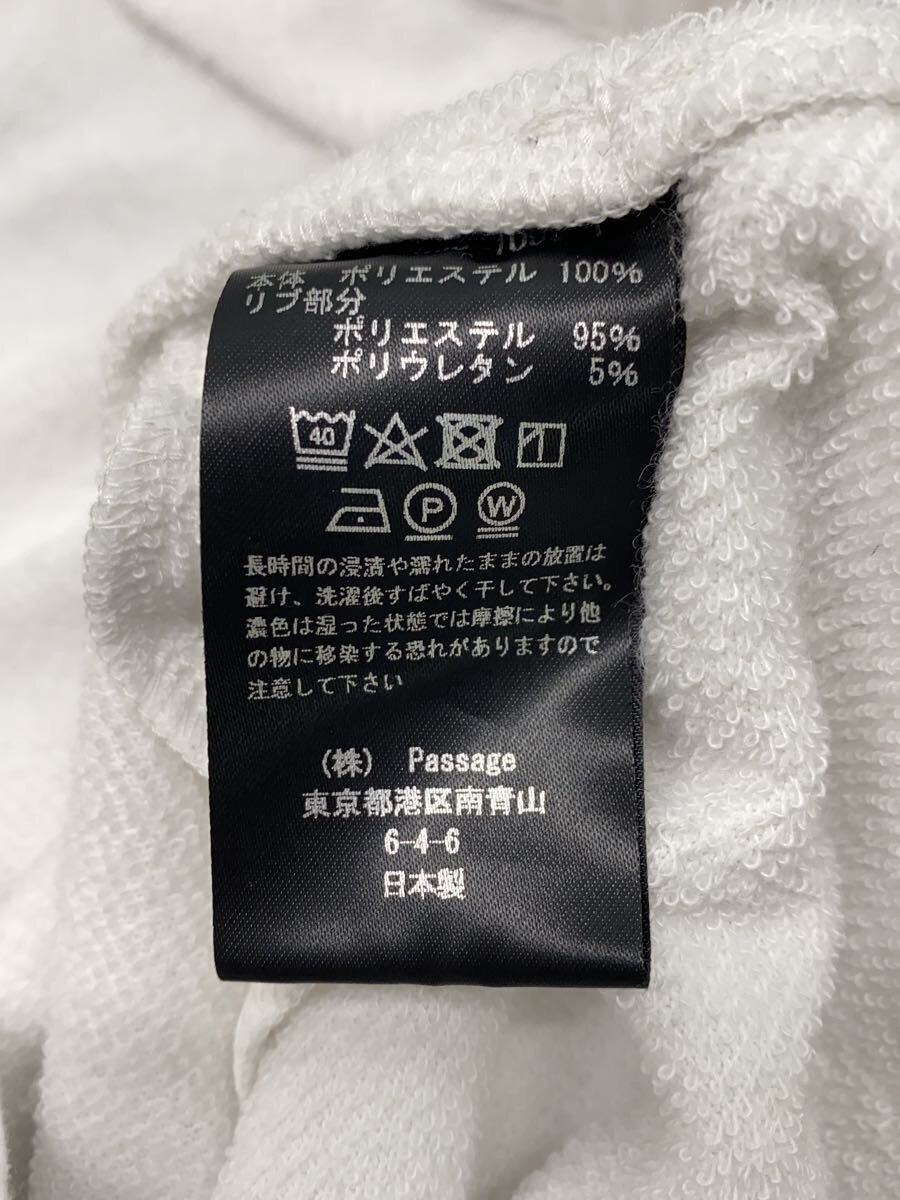 本体 ポリエステル 100%
リブ部分
ポリエステル 95%
ポリウレタン 5%
40
1
P
W
長時間の浸漬や濡れたままの放置は
避け、洗濯後すばやく干して下さい。
濃色は湿った状態では摩擦により他
の物に移染する恐れがありますので
注意して下さい
(株) Passage
東京都港区南青山
6-4-6
日本製